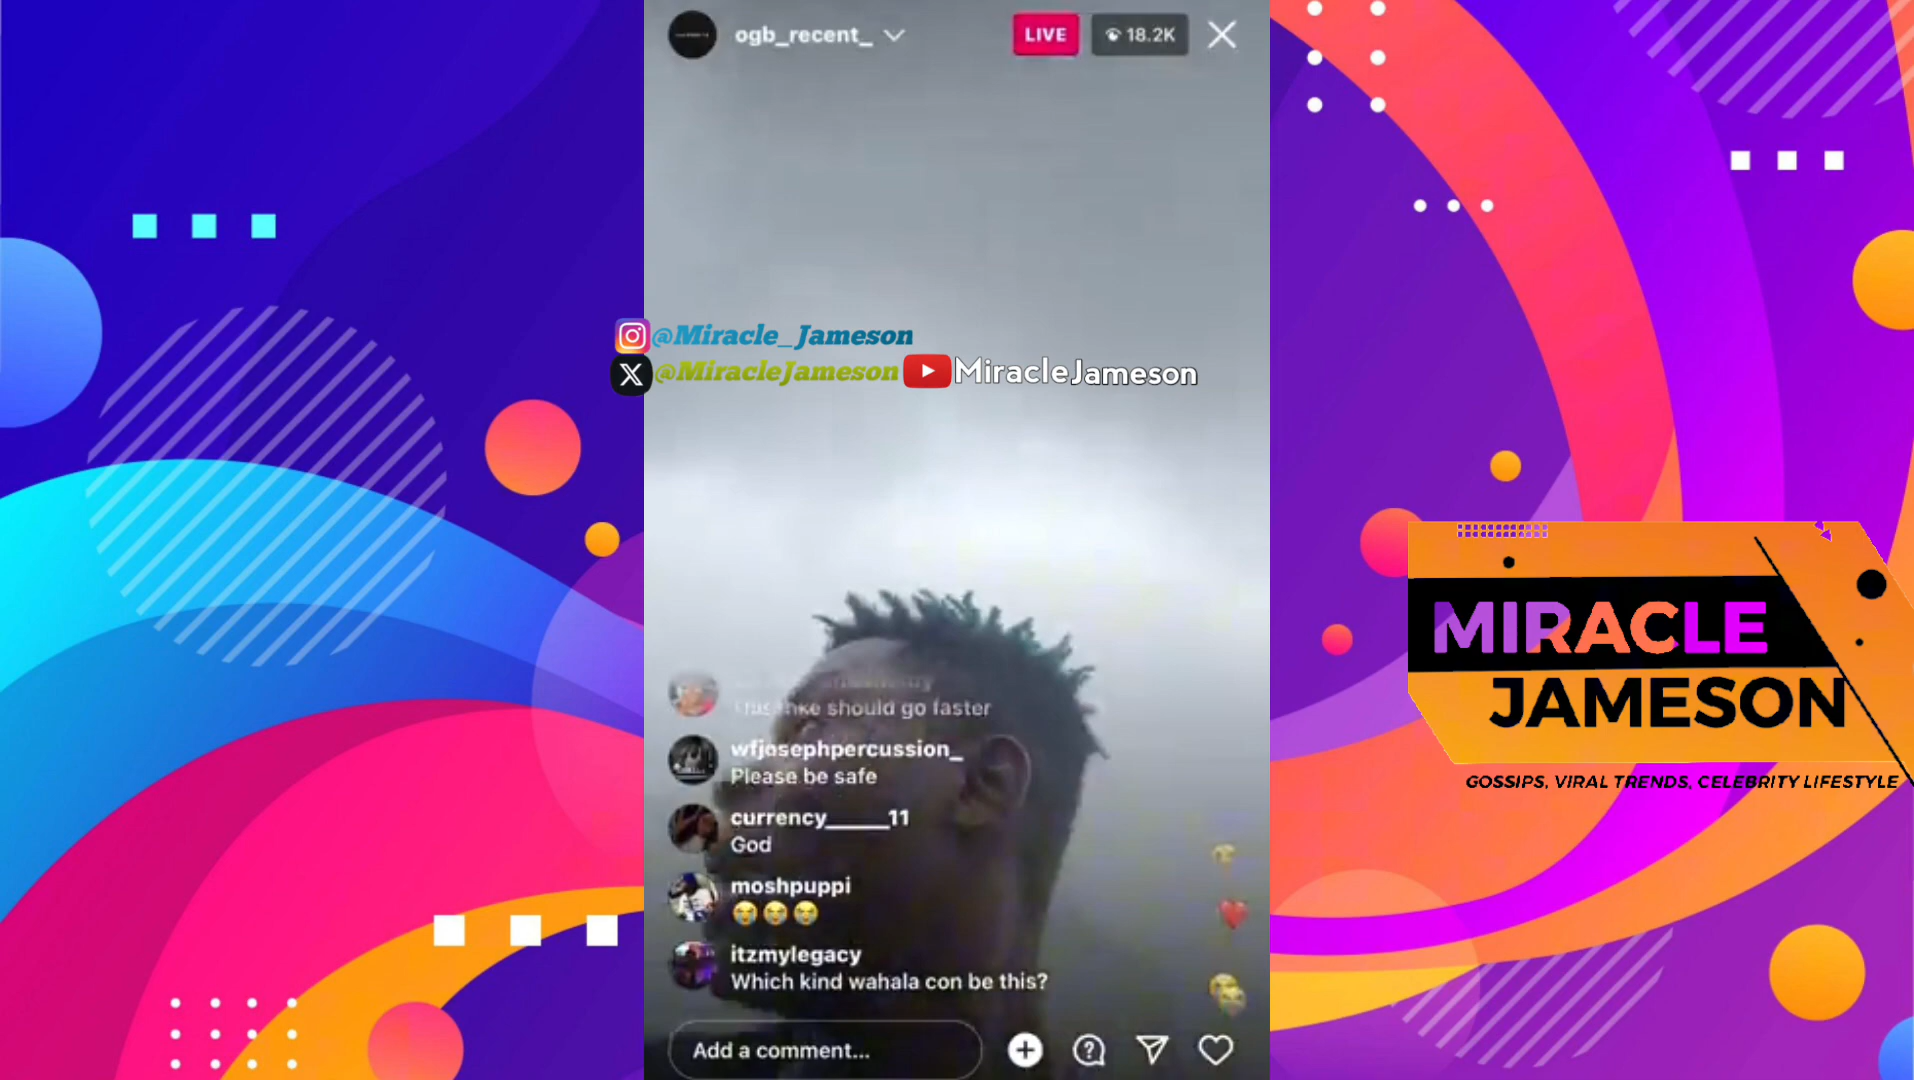 ogb_recent_
LIVE
18.2K
@Miracle_Jameson
@MiracleJameson
MiracleJameson
should go faster
wfjosephpercussion_
Please be safe
currency_____11
God
moshpuppi
😭😭😭
itzmylegacy
Which kind wahala con be this?
Add a comment...
MIRACLE
JAMESON
GOSSIPS, VIRAL TRENDS, CELEBRITY LIFESTYLE